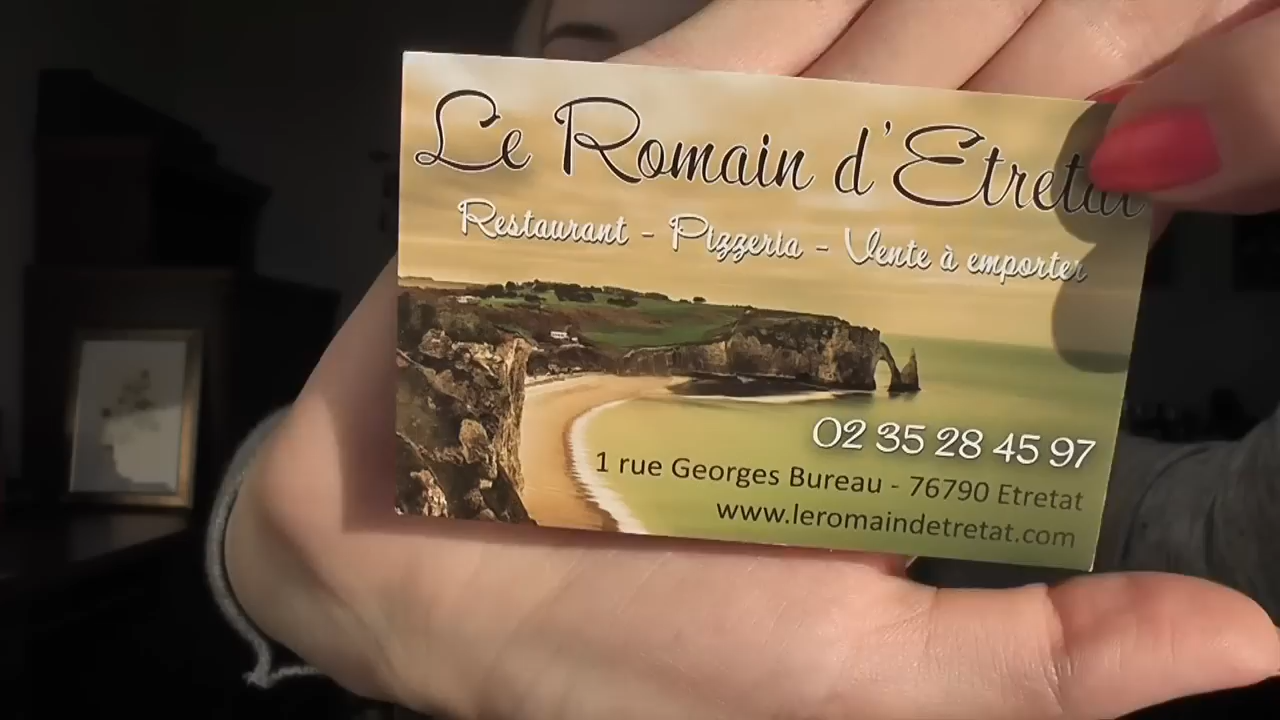 Le Romain d'Etretat
Restaurant - Pizzeria - Vente à emporter
02 35 28 45 97
1 rue Georges Bureau - 76790 Etretat
www.leromaindetretat.com